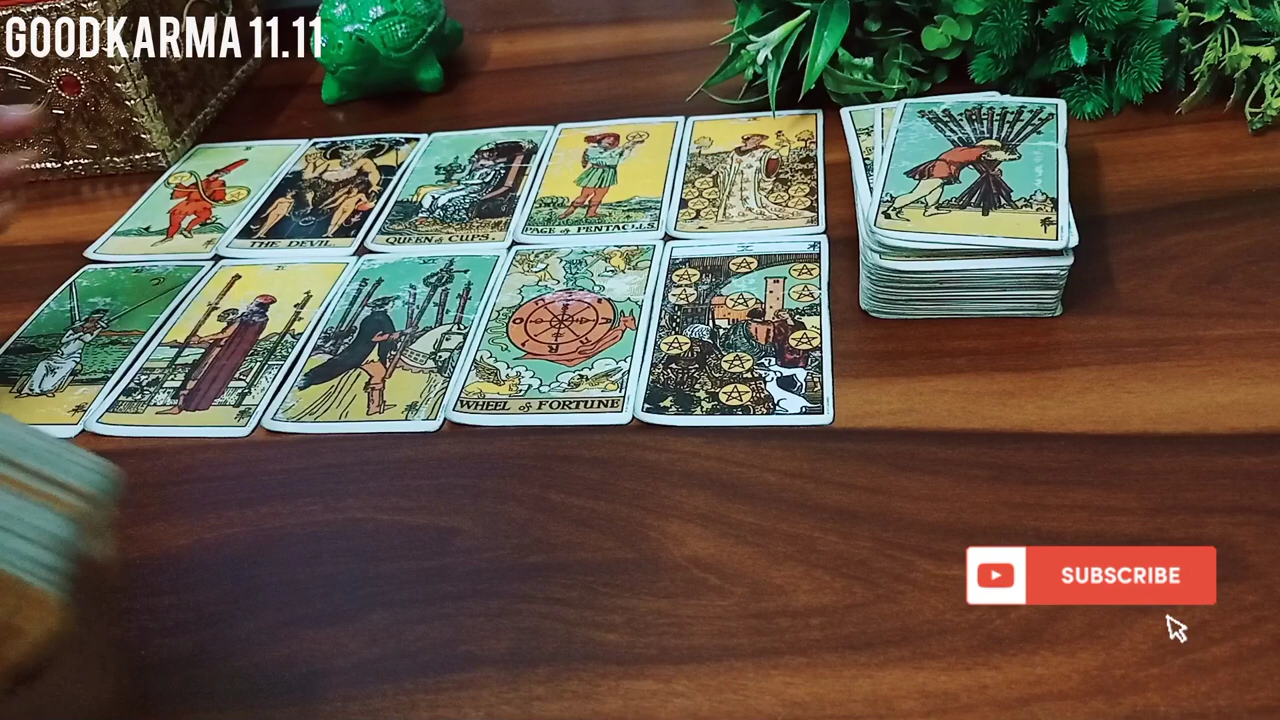 GOODKARMA 11.11
THE DEVIL.
QUEEN of CUPS.
PAGE of PENTACLES.
WHEEL of FORTUNE
SUBSCRIBE